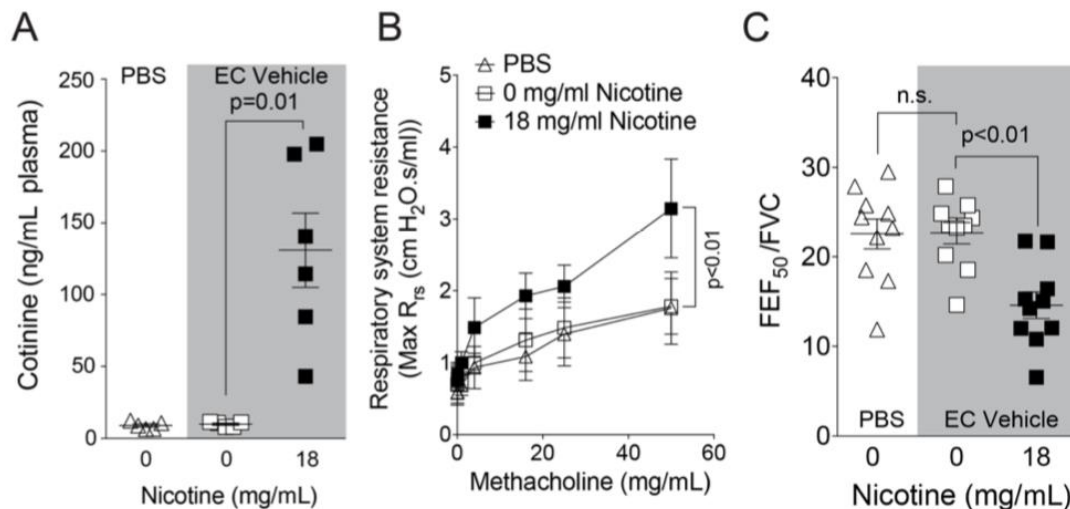 A
PBS
EC Vehicle
p=0.01
250
200
150
100
50
0
Cotinine (ng/mL plasma)
0
0
18
Nicotine (mg/mL)
B
PBS
0 mg/ml Nicotine
18 mg/ml Nicotine
5
4
3
2
1
0
Respiratory system resistance
(Max Rrs (cm H2O.s/ml))
p<0.01
0
20
40
60
Methacholine (mg/mL)
C
n.s.
p<0.01
40
30
20
10
0
FEF50/FVC
PBS
EC Vehicle
0
0
18
Nicotine (mg/mL)